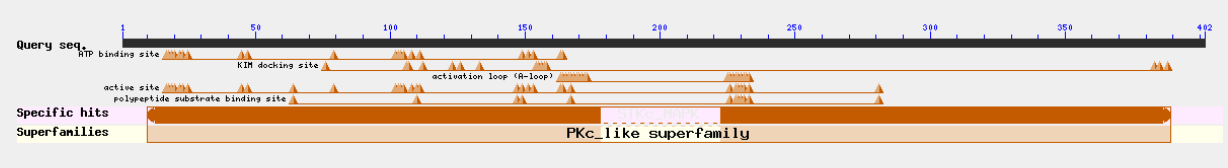 1 50 100 150 200 250 300 350 402
Query seq.
ATP binding site
KIM docking site
activation loop (A-loop)
active site
polypeptide substrate binding site
Specific hits
Superfamilies
PKc_like superfamily